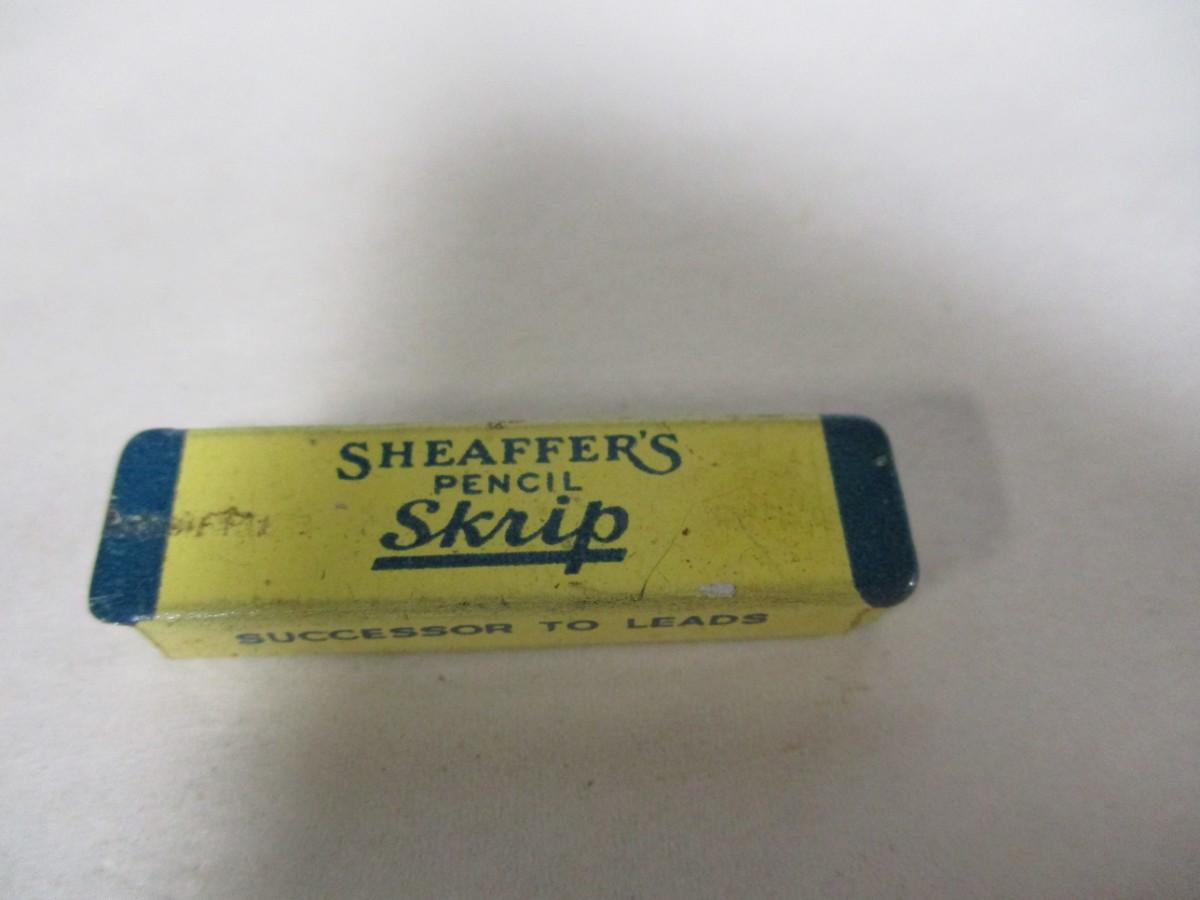 SHEAFFER'S
PENCIL
Skrip
SUCCESSOR TO LEADS